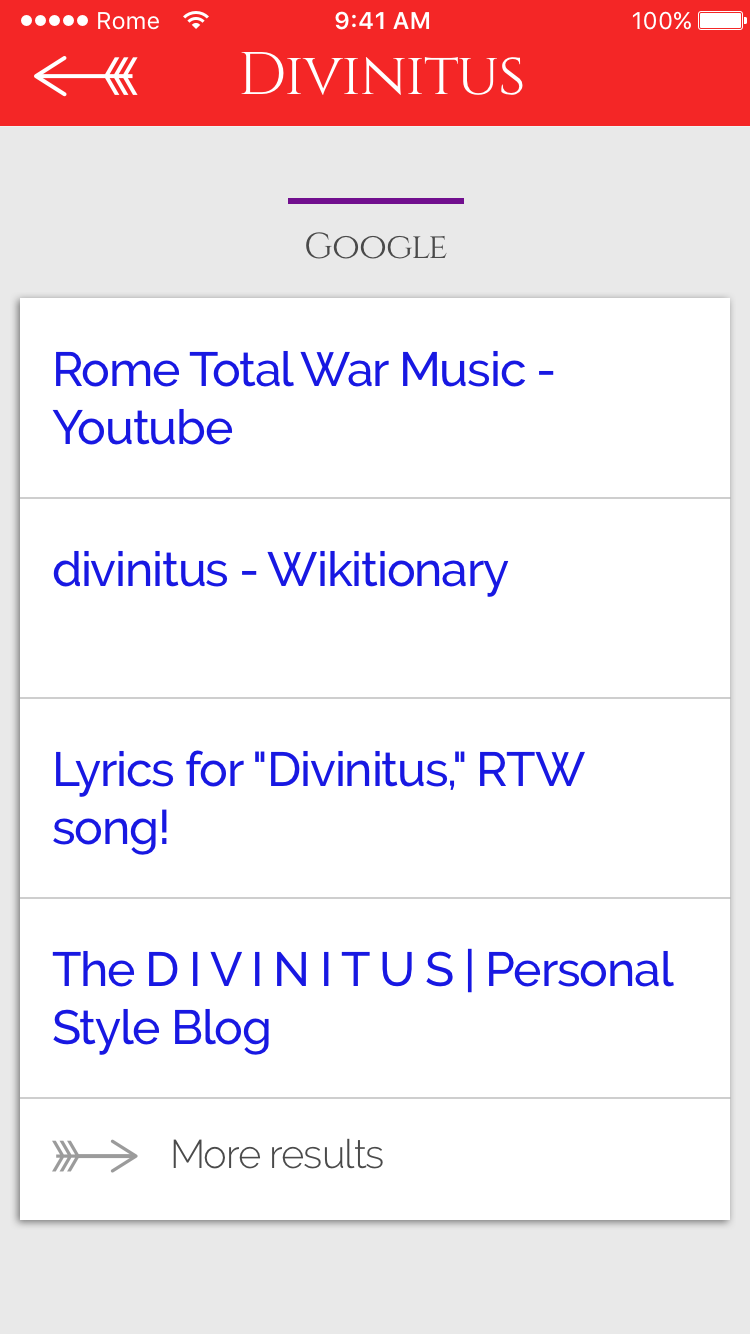 Rome 9:41 AM 100%
Divinitus
Google
Rome Total War Music -
Youtube
divinitus - Wikitionary
Lyrics for "Divinitus," RTW
song!
The D I V I N I T U S | Personal
Style Blog
More results